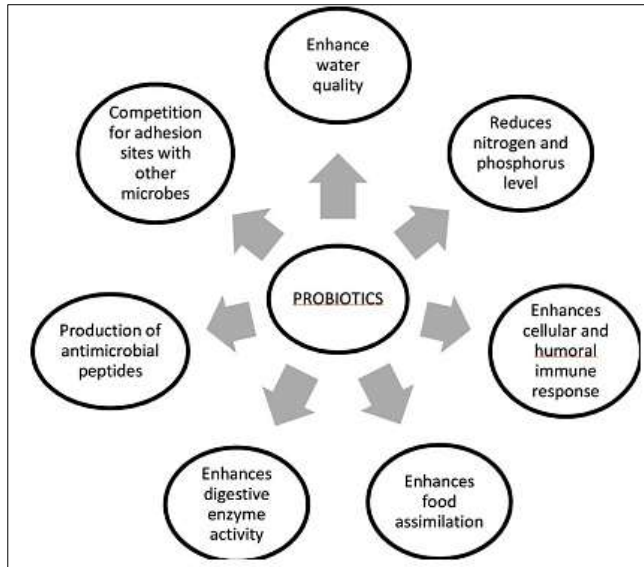 Enhance
water
quality
Reduces
nitrogen and
phosphorus
level
Enhances
cellular and
humoral
immune
response
Enhances
food
assimilation
Enhances
digestive
enzyme
activity
Production of
antimicrobial
peptides
Competition
for adhesion
sites with
other
microbes
PROBIOTICS